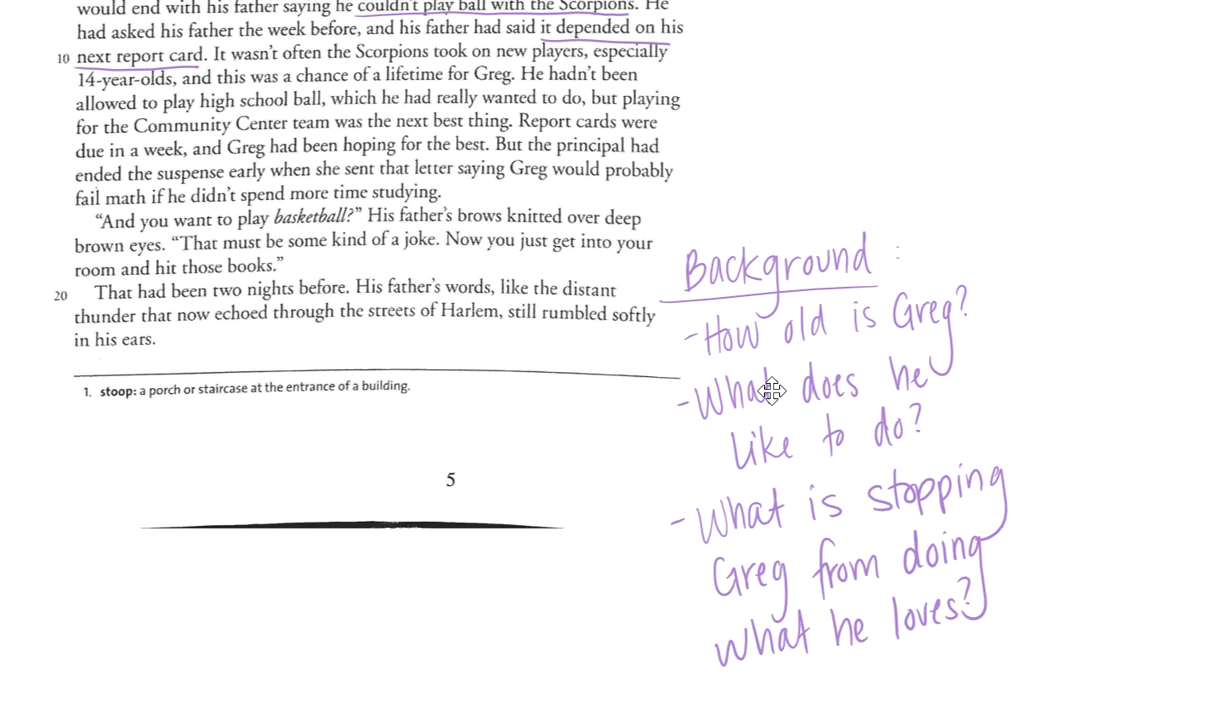 would end with his father saying he couldn't play ball with the Scorpions. He
had asked his father the week before, and his father had said it depended on his
10 next report card. It wasn't often the Scorpions took on new players, especially
14-year-olds, and this was a chance of a lifetime for Greg. He hadn't been
allowed to play high school ball, which he had really wanted to do, but playing
for the Community Center team was the next best thing. Report cards were
due in a week, and Greg had been hoping for the best. But the principal had
ended the suspense early when she sent that letter saying Greg would probably
fail math if he didn't spend more time studying.
“And you want to play basketball?” His father's brows knitted over deep
brown eyes. “That must be some kind of a joke. Now you just get into your
room and hit those books.”
20 That had been two nights before. His father's words, like the distant
thunder that now echoed through the streets of Harlem, still rumbled softly
in his ears.
1. stoop: a porch or staircase at the entrance of a building.
5
Background :
-How old is Greg?
-What does he
like to do?
-What is stopping
Greg from doing
what he loves?